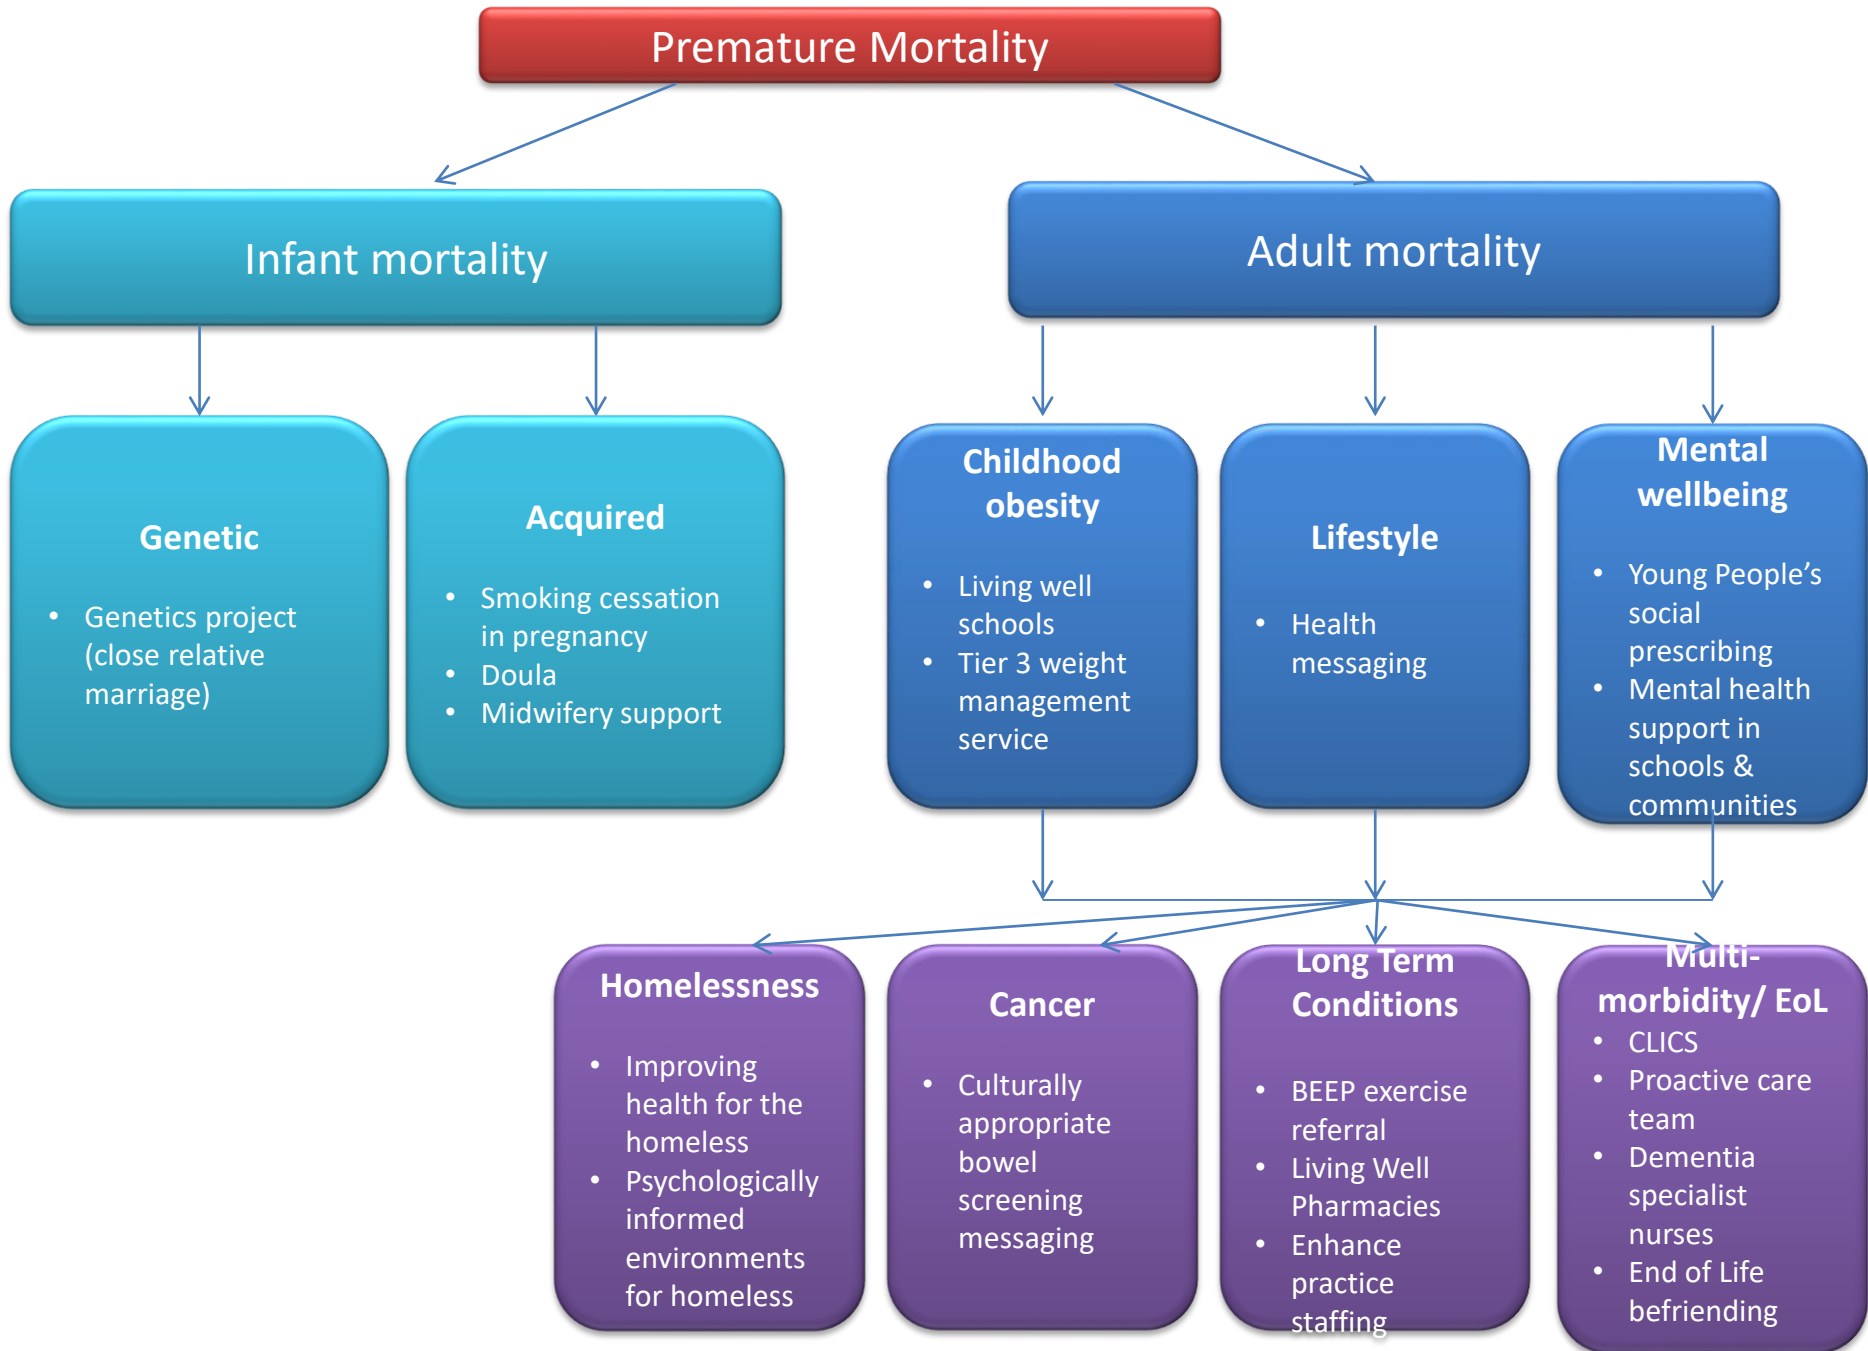 Premature Mortality
Infant mortality
Adult mortality
Genetic
• Genetics project
(close relative
marriage)
Acquired
• Smoking cessation
in pregnancy
• Doula
• Midwifery support
Childhood
obesity
• Living well
schools
• Tier 3 weight
management
service
Lifestyle
• Health
messaging
Mental
wellbeing
• Young People’s
social
prescribing
• Mental health
support in
schools &
communities
Homelessness
• Improving
health for the
homeless
• Psychologically
informed
environments
for homeless
Cancer
• Culturally
appropriate
bowel
screening
messaging
Long Term
Conditions
• BEEP exercise
referral
• Living Well
Pharmacies
• Enhance
practice
staffing
Multi-
morbidity/ EoL
• CLICS
• Proactive care
team
• Dementia
specialist
nurses
• End of Life
befriending